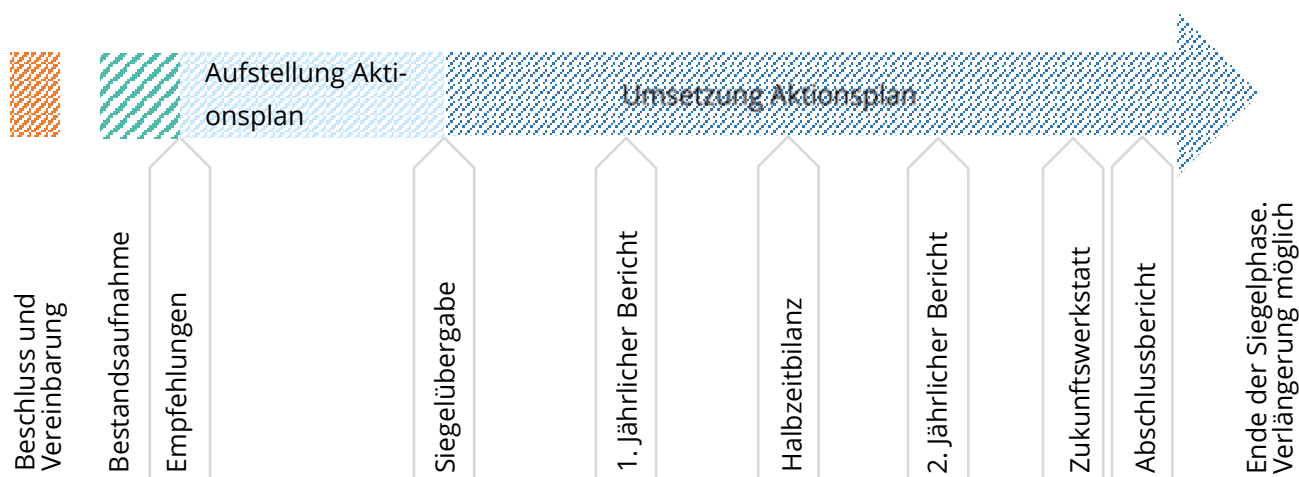 Aufstellung Akti-
onsplan
Umsetzung Aktionsplan
Beschluss und
Vereinbarung
Bestandsaufnahme
Empfehlungen
Siegelübergabe
1. Jährlicher Bericht
Halbzeitbilanz
2. Jährlicher Bericht
Zukunftswerkstatt
Abschlussbericht
Ende der Siegelphase.
Verlängerung möglich